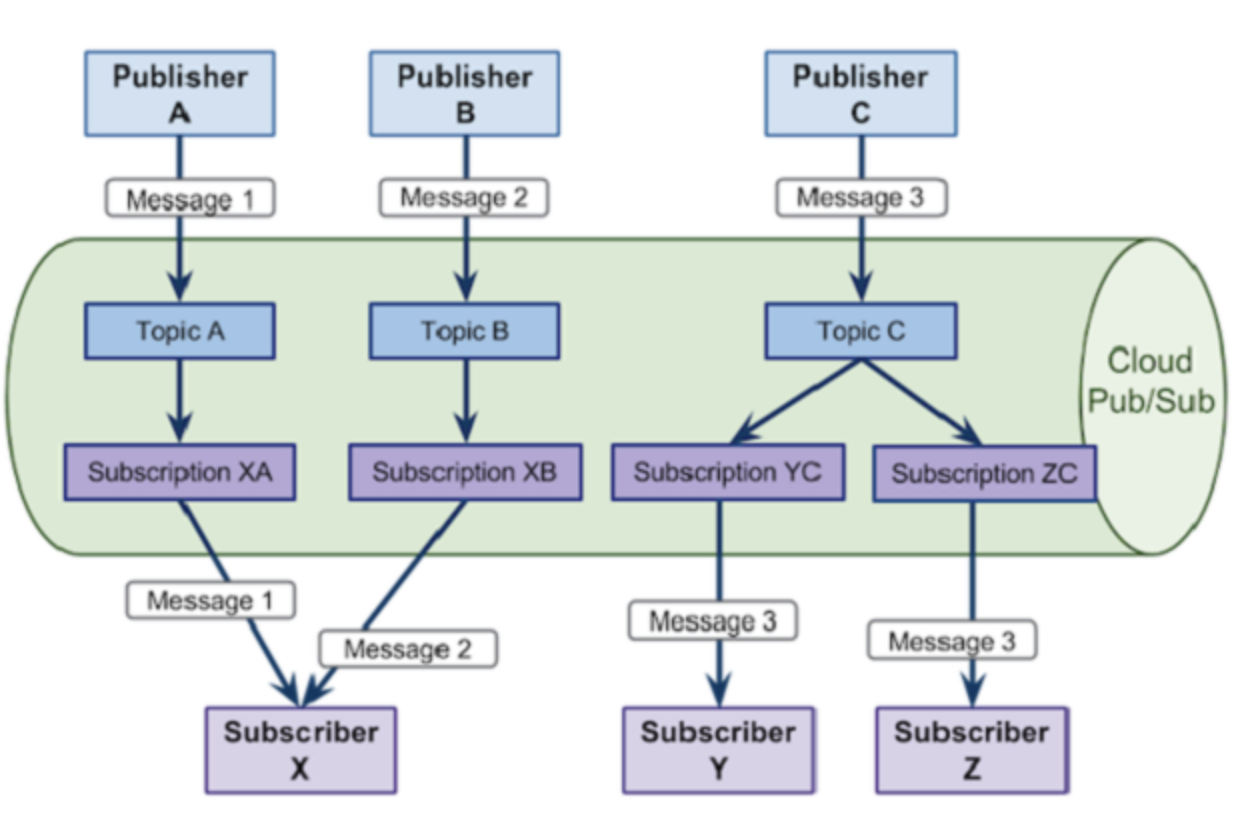 Publisher
A
Publisher
B
Publisher
C
Message 1
Message 2
Message 3
Topic A
Topic B
Topic C
Cloud
Pub/Sub
Subscription XA
Subscription XB
Subscription YC
Subscription ZC
Message 1
Message 2
Message 3
Message 3
Subscriber
X
Subscriber
Y
Subscriber
Z